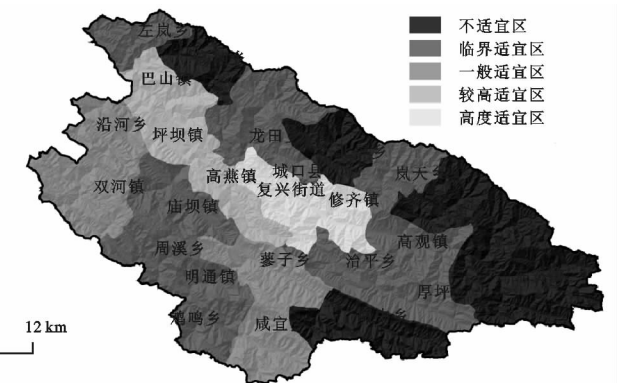 不适宜区
临界适宜区
一般适宜区
较高适宜区
高度适宜区
左岚乡
巴山镇
沿河乡
坪坝镇
龙田
双河镇
高燕镇
城口县
复兴街道
修齐镇
岚天乡
庙坝镇
周溪乡
高观镇
蓼子乡
治平乡
明通镇
厚坪
鸡鸣乡
咸宜
乡
12 km